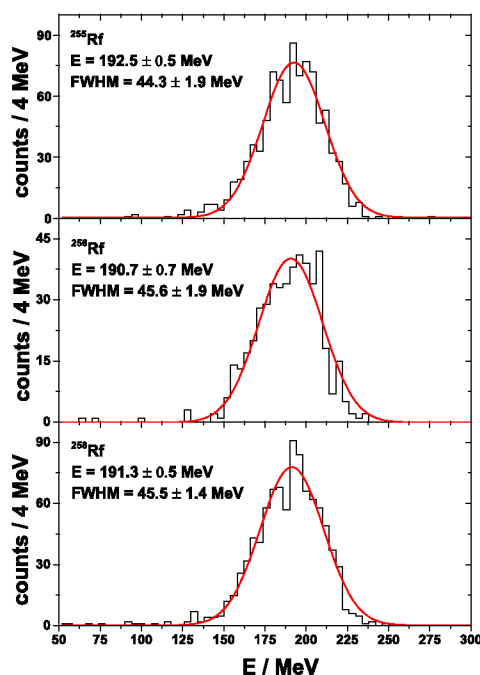 90
60
30
0
counts / 4 MeV
²⁵⁵Rf
E = 192.5 ± 0.5 MeV
FWHM = 44.3 ± 1.9 MeV
45
30
15
0
counts / 4 MeV
²⁵⁶Rf
E = 190.7 ± 0.7 MeV
FWHM = 45.6 ± 1.9 MeV
90
60
30
0
counts / 4 MeV
²⁵⁸Rf
E = 191.3 ± 0.5 MeV
FWHM = 45.5 ± 1.4 MeV
50 75 100 125 150 175 200 225 250 275 300
E / MeV